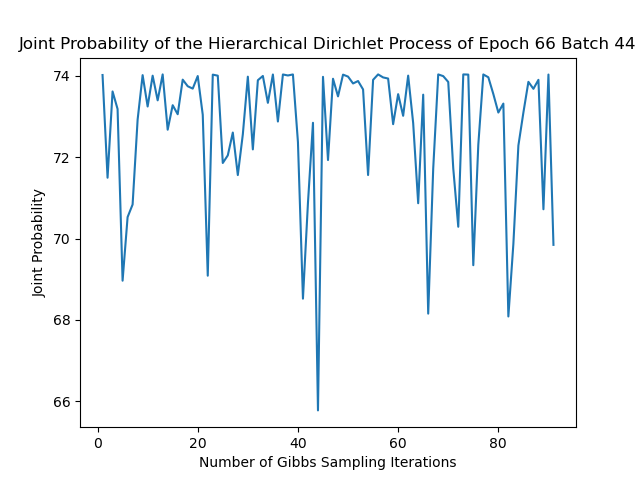 Joint Probability of the Hierarchical Dirichlet Process of Epoch 66 Batch 44
74
72
70
68
66
Joint Probability
0 20 40 60 80
Number of Gibbs Sampling Iterations